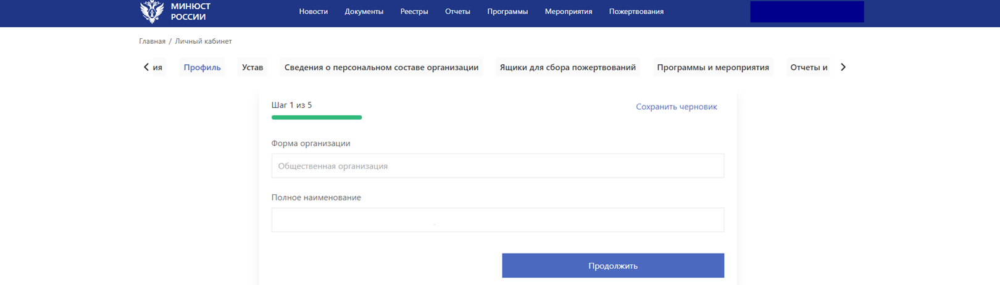 МИНЮСТ
РОССИИ
Новости Документы Реестры Отчеты Программы Мероприятия Пожертвования
Главная / Личный кабинет
ия Профиль Устав Сведения о персональном составе организации Ящики для сбора пожертвований Программы и мероприятия Отчеты и
Шаг 1 из 5
Сохранить черновик
Форма организации
Общественная организация
Полное наименование
Продолжить